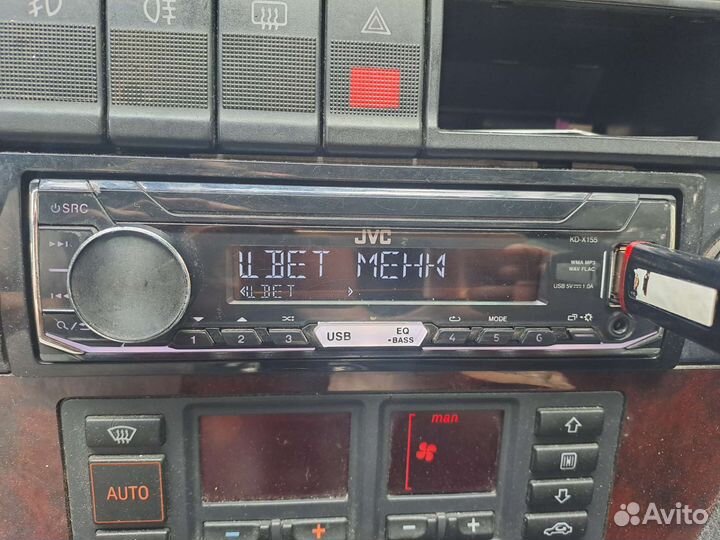 SRC
JVC
KD-X155
ЦВЕТ МЕНЮ
<ЦВЕТ >
WMA MP3
WAV FLAC
USB 5V 1.0A
MODE
1 2 3 USB EQ 4 5 6
-BASS
man
AUTO
- + - +
Avito